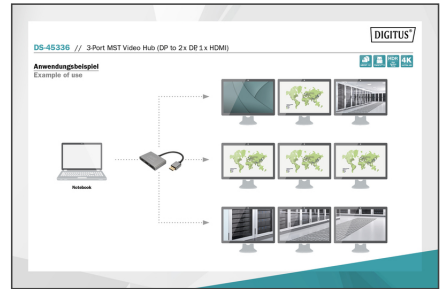 DIGITUS®
DS-45336 // 3-Port MST Video Hub (DP to 2x DP, 1x HDMI)
Anwendungsbeispiel
Example of use
HDR
4K
Notebook